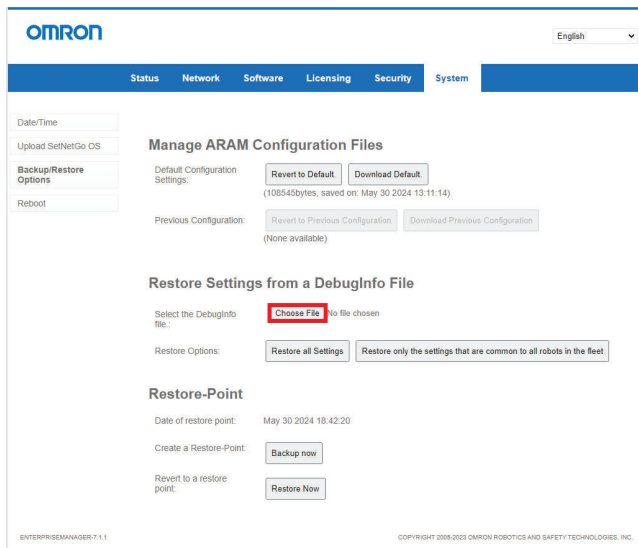 OMRON
English
Status Network Software Licensing Security System
Date/Time
Upload SetNetGo OS
Backup/Restore
Options
Reboot
Manage ARAM Configuration Files
Default Configuration
Settings:
Revert to Default. Download Default.
(108545bytes, saved on: May 30 2024 13:11:14)
Previous Configuration:
Revert to Previous Configuration Download Previous Configuration
(None available)
Restore Settings from a DebugInfo File
Select the DebugInfo
file.:
Choose File No file chosen
Restore Options:
Restore all Settings Restore only the settings that are common to all robots in the fleet
Restore-Point
Date of restore point: May 30 2024 18:42:20
Create a Restore-Point:
Backup now
Revert to a restore
point:
Restore Now
ENTERPRISEMANAGER-7.1.1 COPYRIGHT 2005-2023 OMRON ROBOTICS AND SAFETY TECHNOLOGIES, INC.